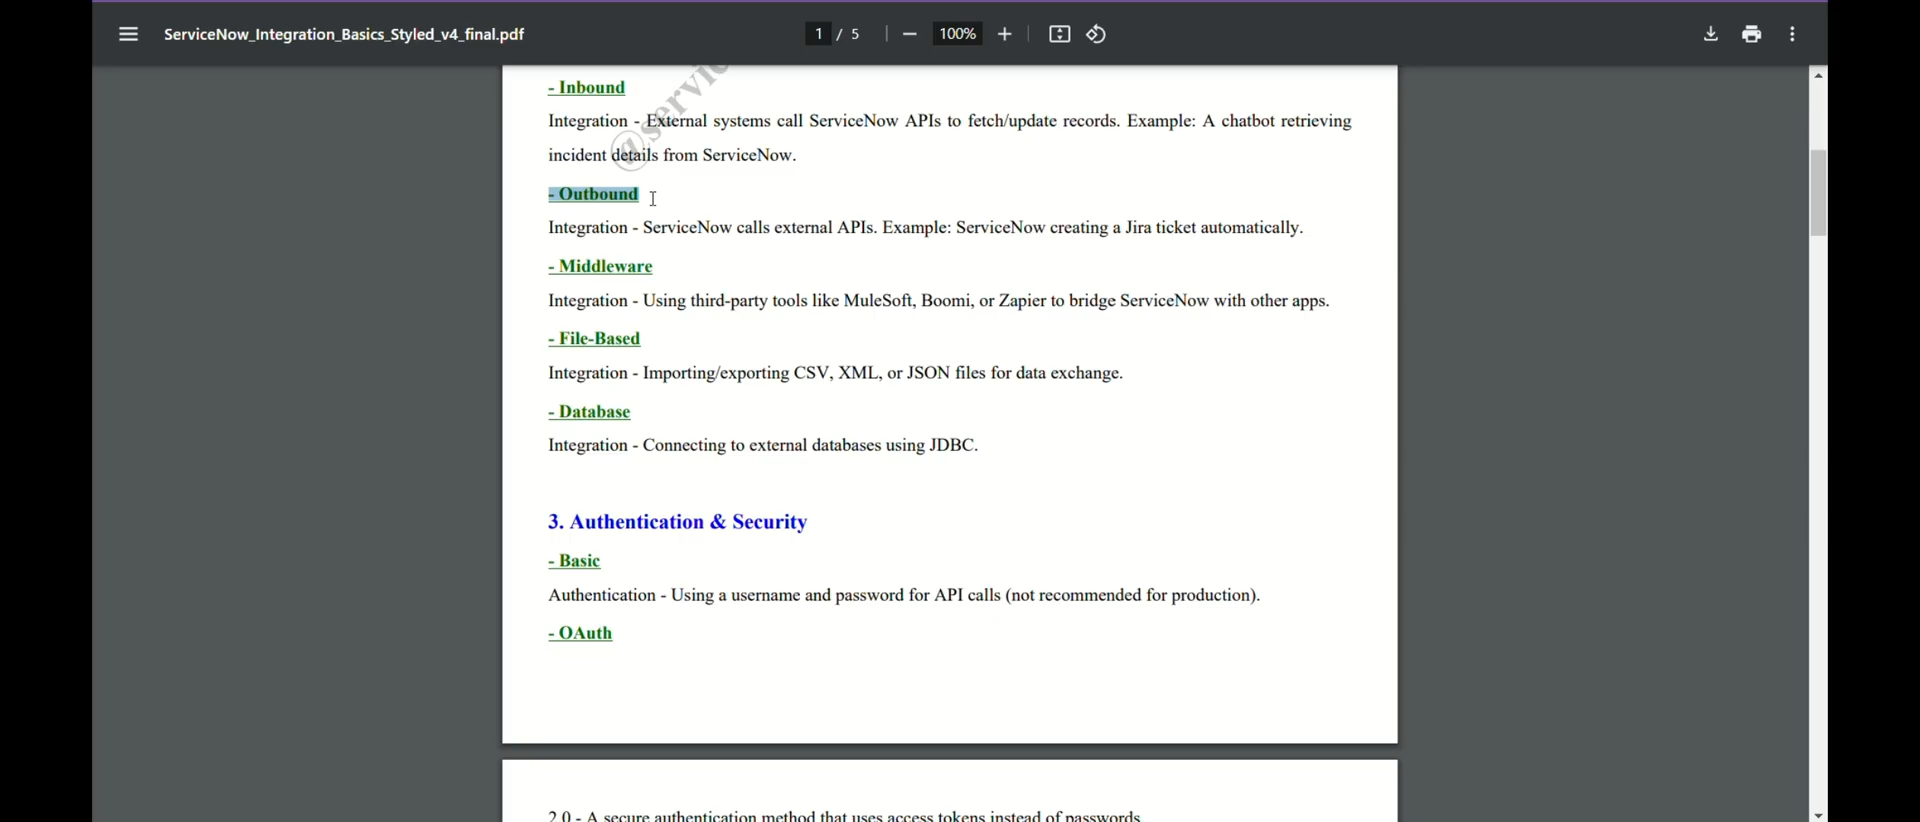 ServiceNow_Integration_Basics_Styled_v4_final.pdf
1 / 5
100%
- Inbound
@servic
Integration - External systems call ServiceNow APIs to fetch/update records. Example: A chatbot retrieving
incident details from ServiceNow.
- Outbound
Integration - ServiceNow calls external APIs. Example: ServiceNow creating a Jira ticket automatically.
- Middleware
Integration - Using third-party tools like MuleSoft, Boomi, or Zapier to bridge ServiceNow with other apps.
- File-Based
Integration - Importing/exporting CSV, XML, or JSON files for data exchange.
- Database
Integration - Connecting to external databases using JDBC.
3. Authentication & Security
- Basic
Authentication - Using a username and password for API calls (not recommended for production).
- OAuth
2.0 - A secure authentication method that uses access tokens instead of passwords